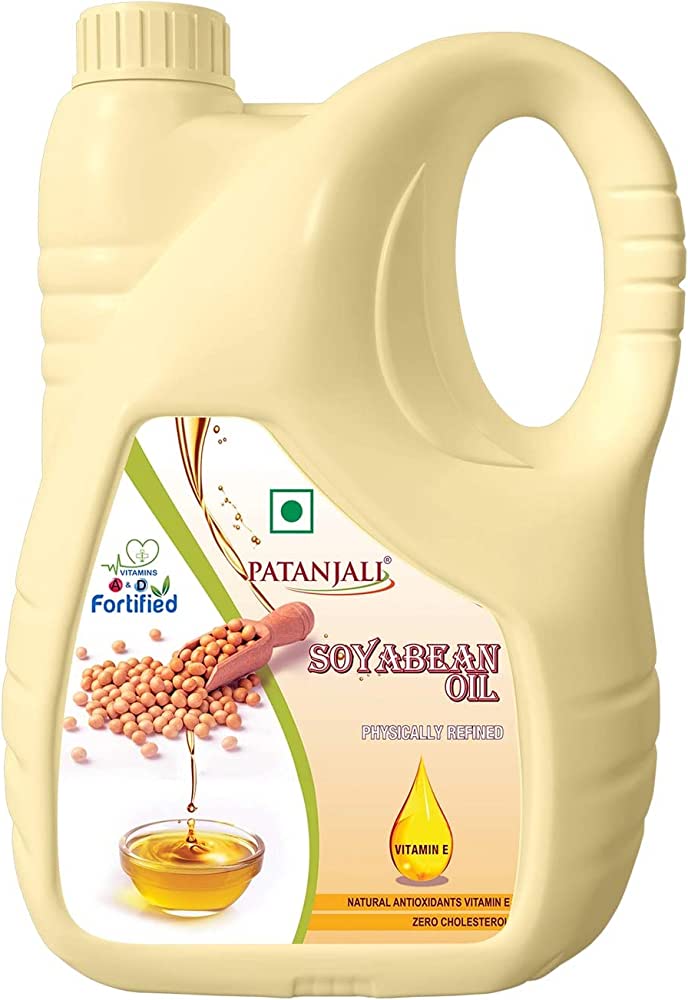 VITAMINS
A & D
Fortified
PATANJALI®
SOYABEAN
OIL
PHYSICALLY REFINED
VITAMIN E
NATURAL ANTIOXIDANTS VITAMIN E
ZERO CHOLESTEROL